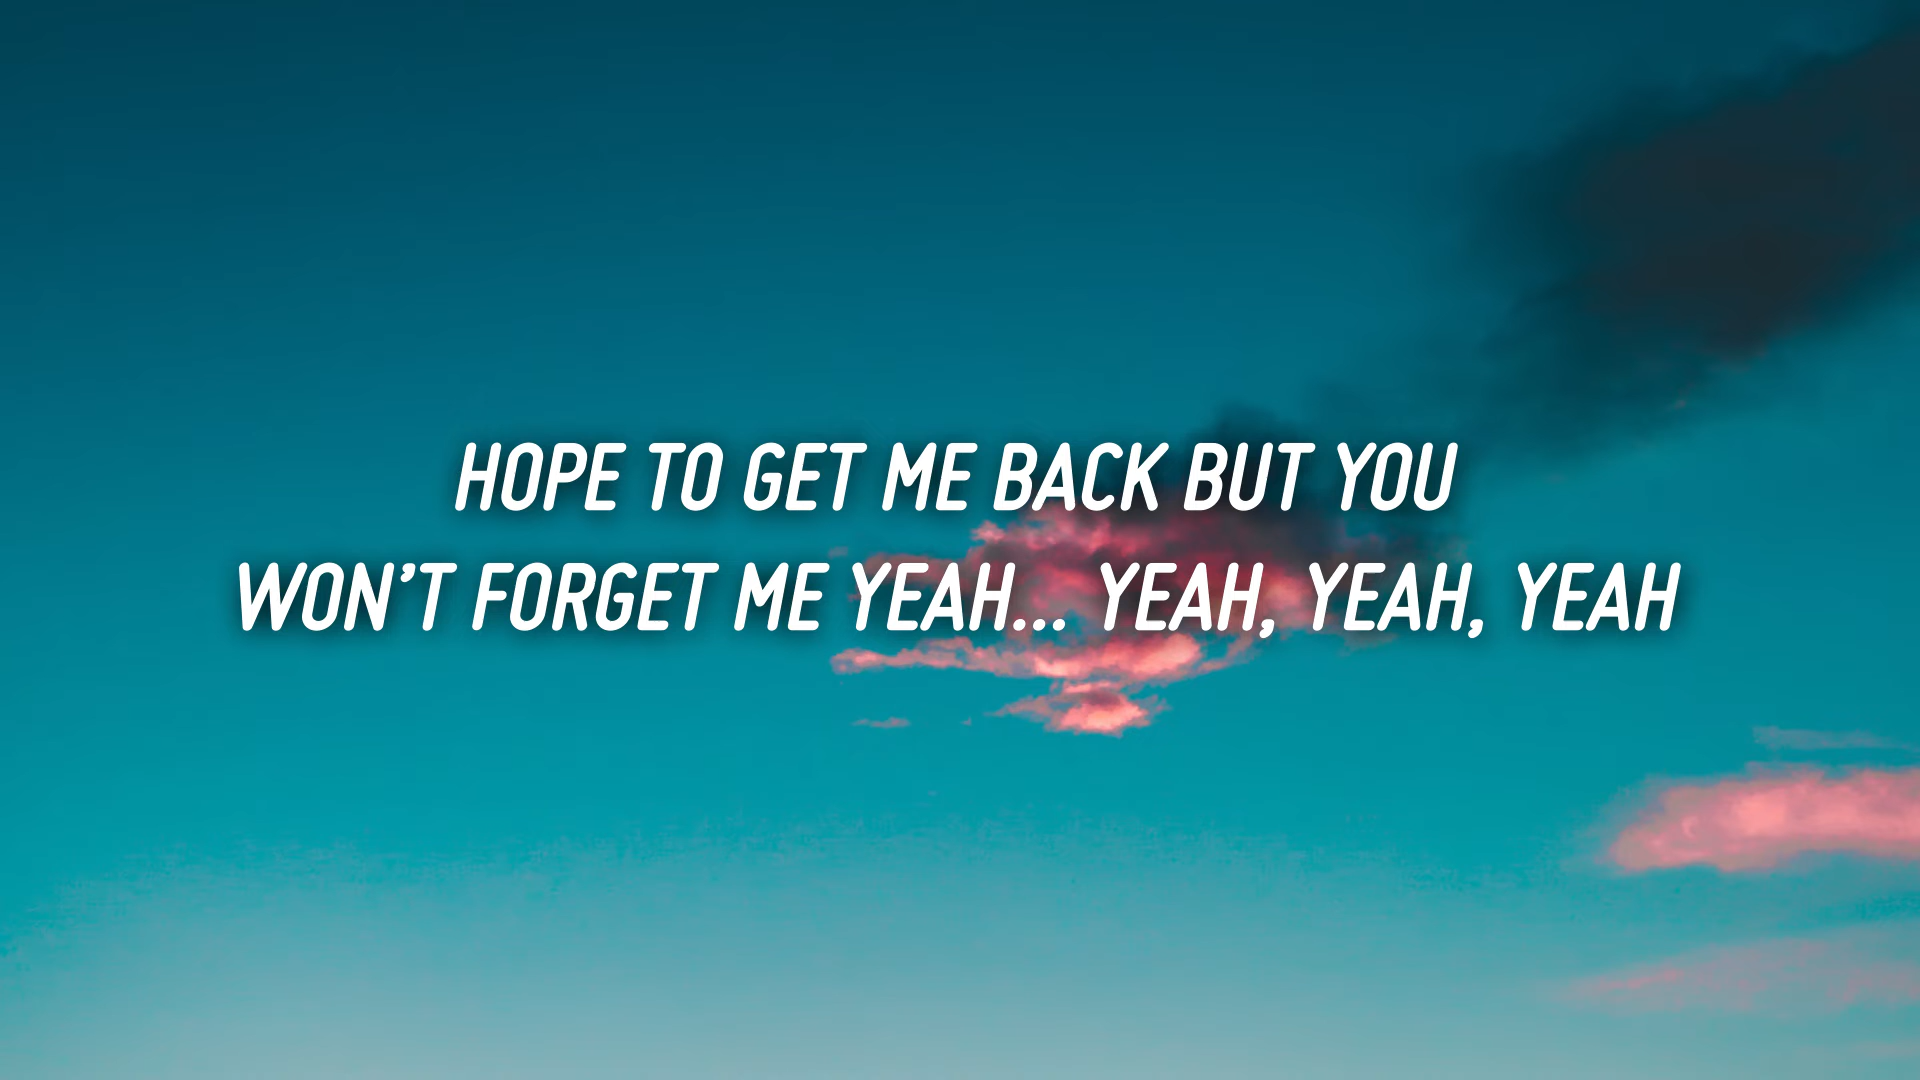 HOPE TO GET ME BACK BUT YOU
WON'T FORGET ME YEAH... YEAH, YEAH, YEAH